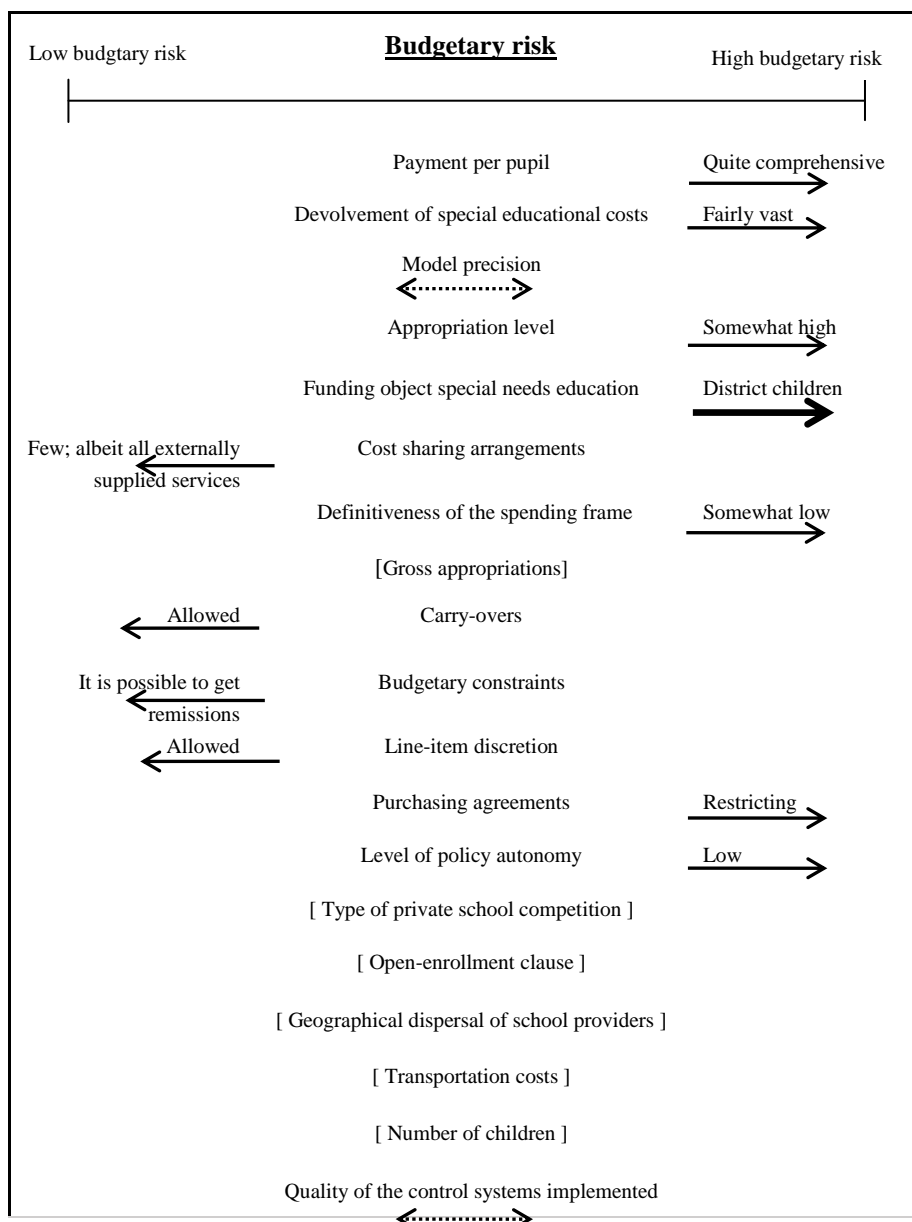 Budgetary risk
Low budgtary risk
High budgetary risk
Payment per pupil Quite comprehensive
Devolvement of special educational costs Fairly vast
Model precision
Appropriation level Somewhat high
Funding object special needs education District children
Few; albeit all externally Cost sharing arrangements
supplied services
Definitiveness of the spending frame Somewhat low
[Gross appropriations]
Allowed Carry-overs
It is possible to get Budgetary constraints
remissions
Allowed Line-item discretion
Purchasing agreements Restricting
Level of policy autonomy Low
[ Type of private school competition ]
[ Open-enrollment clause ]
[ Geographical dispersal of school providers ]
[ Transportation costs ]
[ Number of children ]
Quality of the control systems implemented